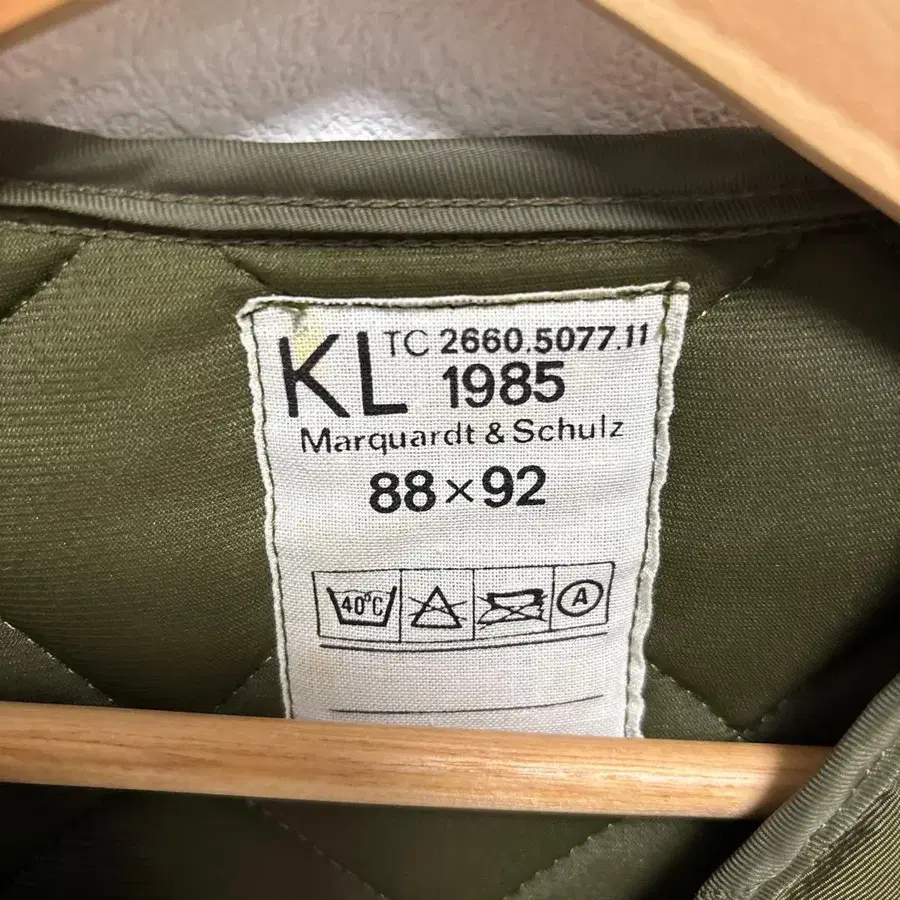 KL TC 2660.5077.11
1985
Marquardt & Schulz
88×92
40°C A